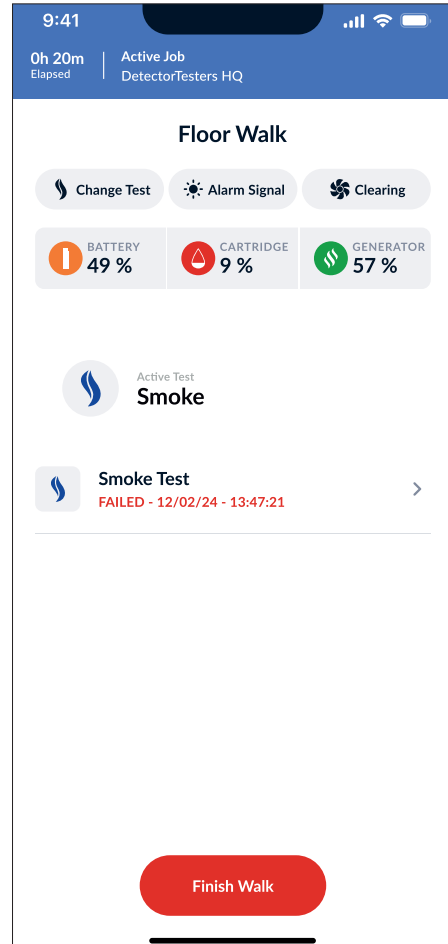 9:41
0h 20m
Elapsed
Active Job
DetectorTesters HQ
Floor Walk
Change Test
Alarm Signal
Clearing
BATTERY
49 %
CARTRIDGE
9 %
GENERATOR
57 %
Active Test
Smoke
Smoke Test
FAILED - 12/02/24 - 13:47:21
Finish Walk